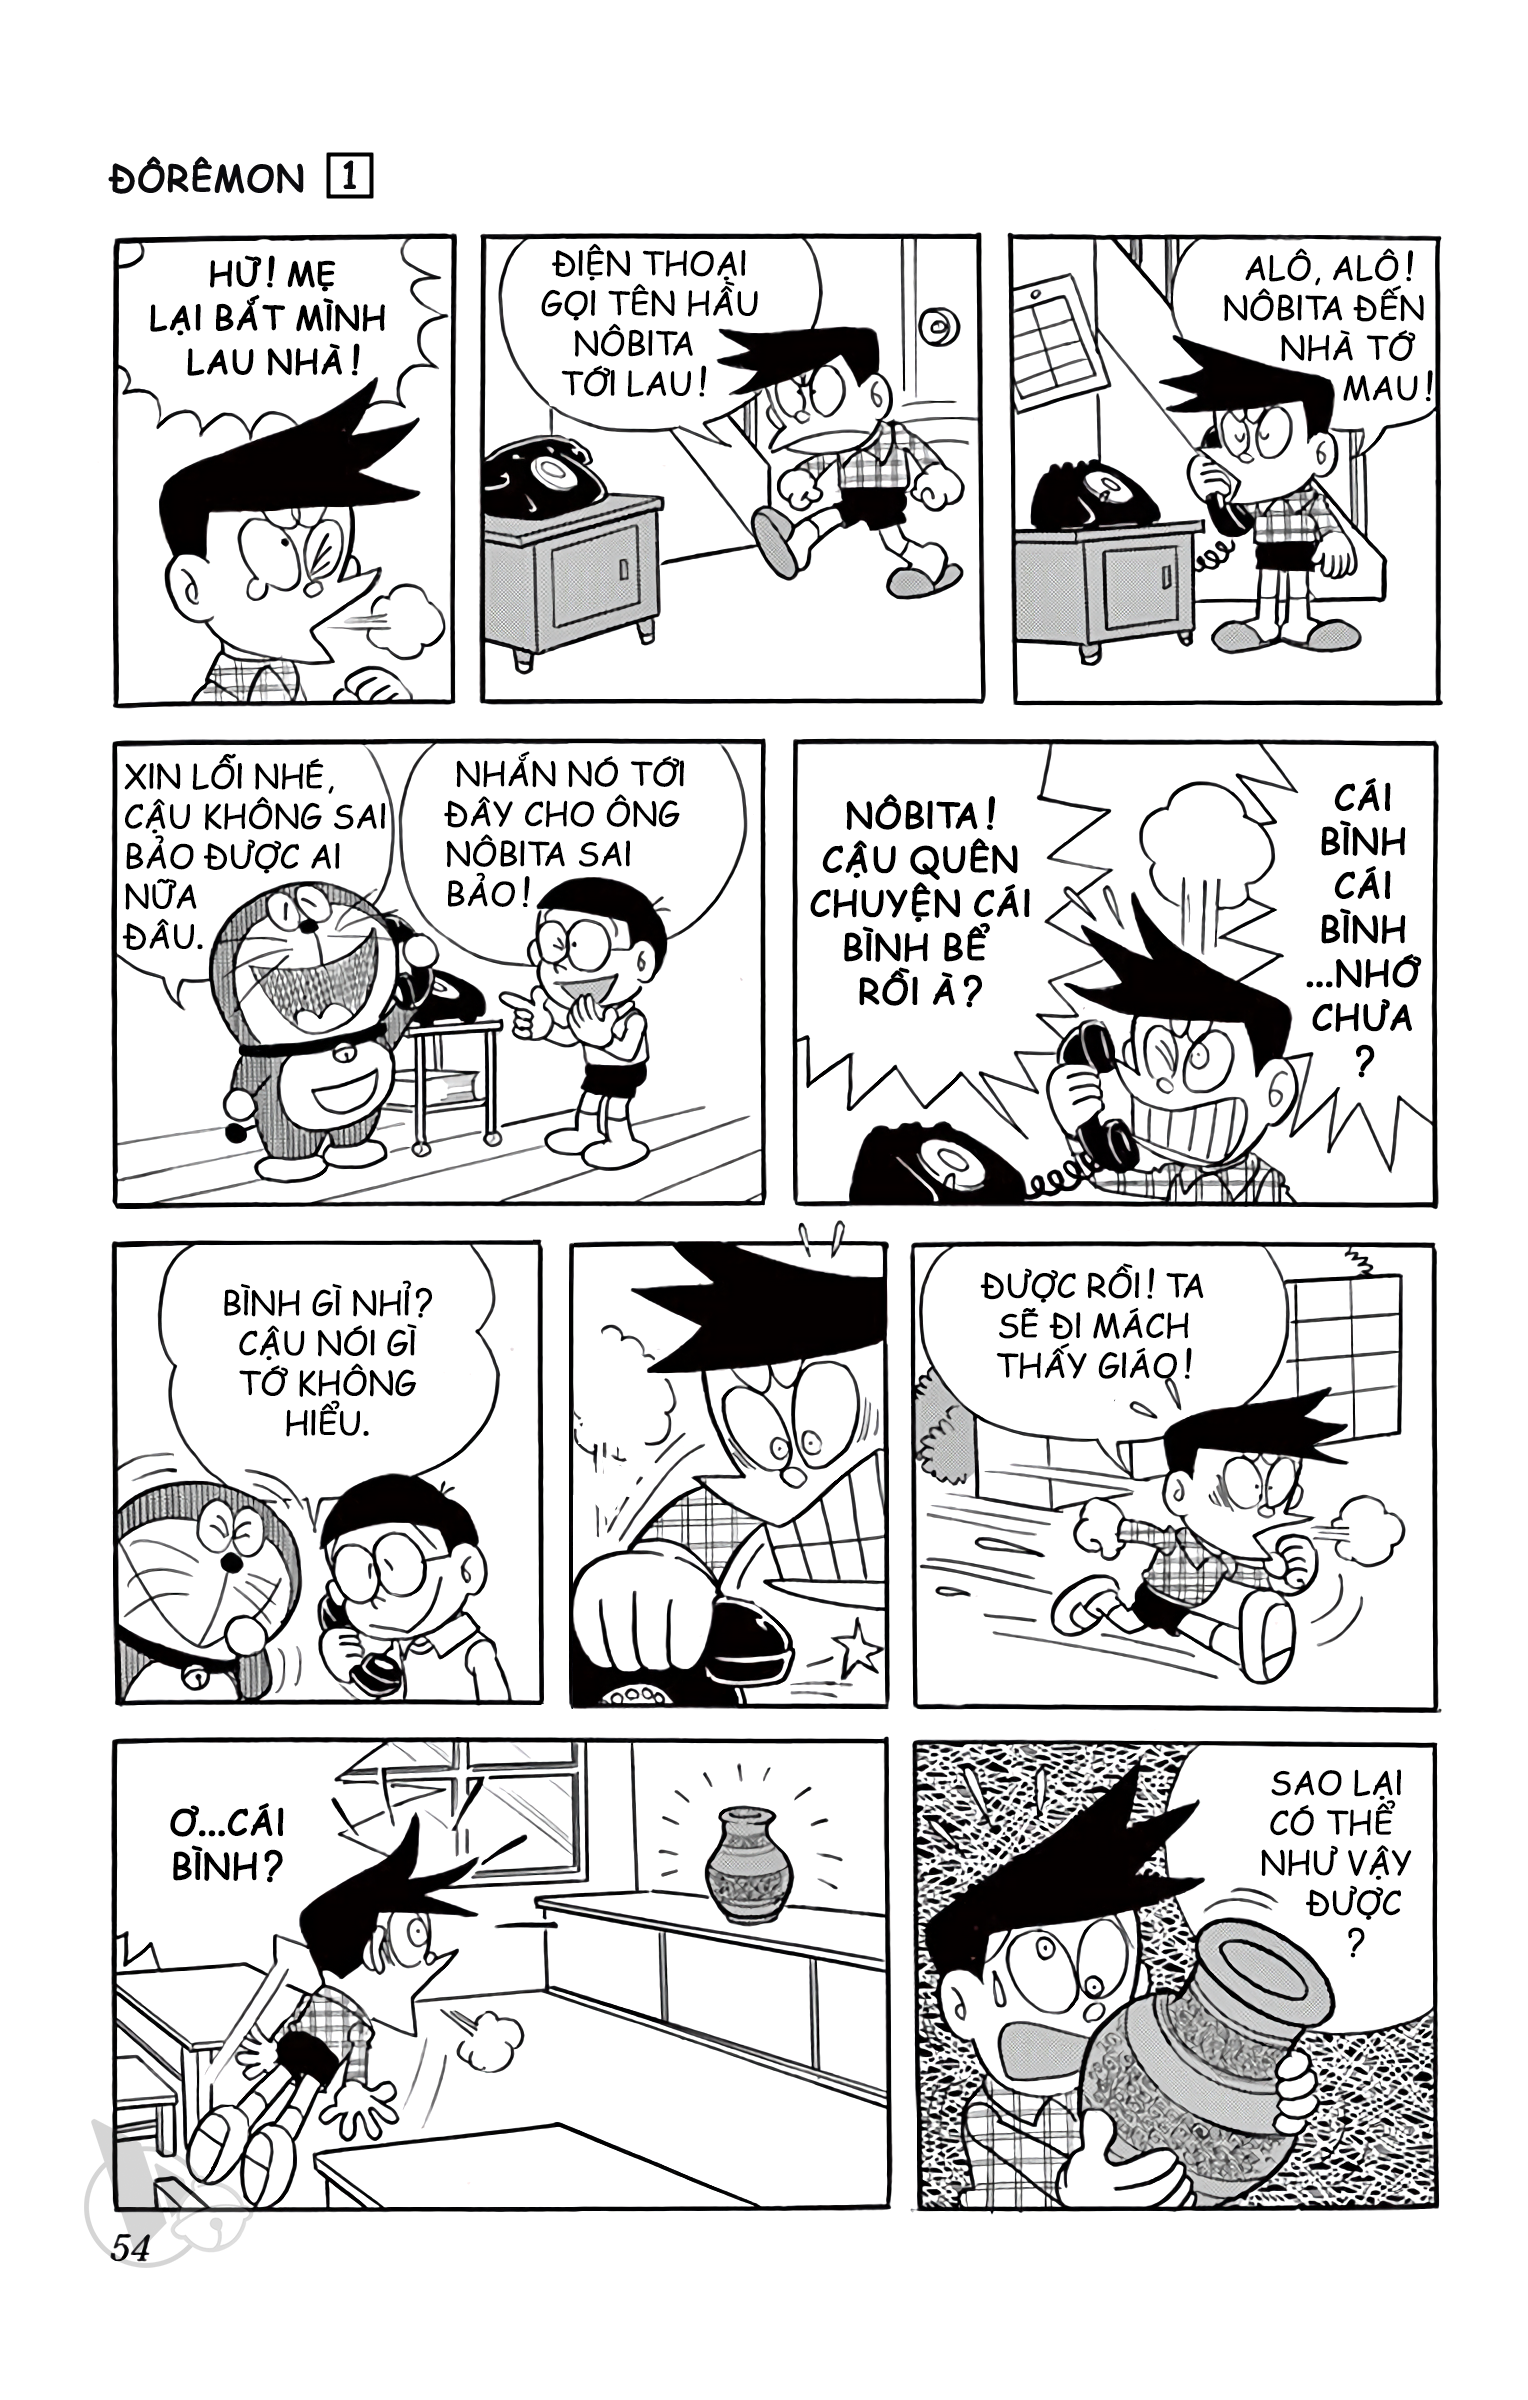 ĐÔRÊMON 1
HỪ! MẸ
LẠI BẮT MÌNH
LAU NHÀ!
ĐIỆN THOẠI
GỌI TÊN HẦU
NÔBITA
TỚI LAU!
ALÔ, ALÔ!
NÔBITA ĐẾN
NHÀ TỚ
MAU!
XIN LỖI NHÉ,
CẬU KHÔNG SAI
BẢO ĐƯỢC AI
NỮA
ĐÂU.
NHẮN NÓ TỚI
ĐÂY CHO ÔNG
NÔBITA SAI
BẢO!
NÔBITA!
CẬU QUÊN
CHUYỆN CÁI
BÌNH BỂ
RỒI À?
CÁI
BÌNH
CÁI
BÌNH
...NHỚ
CHƯA
?
BÌNH GÌ NHỈ?
CẬU NÓI GÌ
TỚ KHÔNG
HIỂU.
ĐƯỢC RỒI! TA
SẼ ĐI MÁCH
THẤY GIÁO!
Ơ...CÁI
BÌNH?
SAO LẠI
CÓ THỂ
NHƯ VẬY
ĐƯỢC
?
54